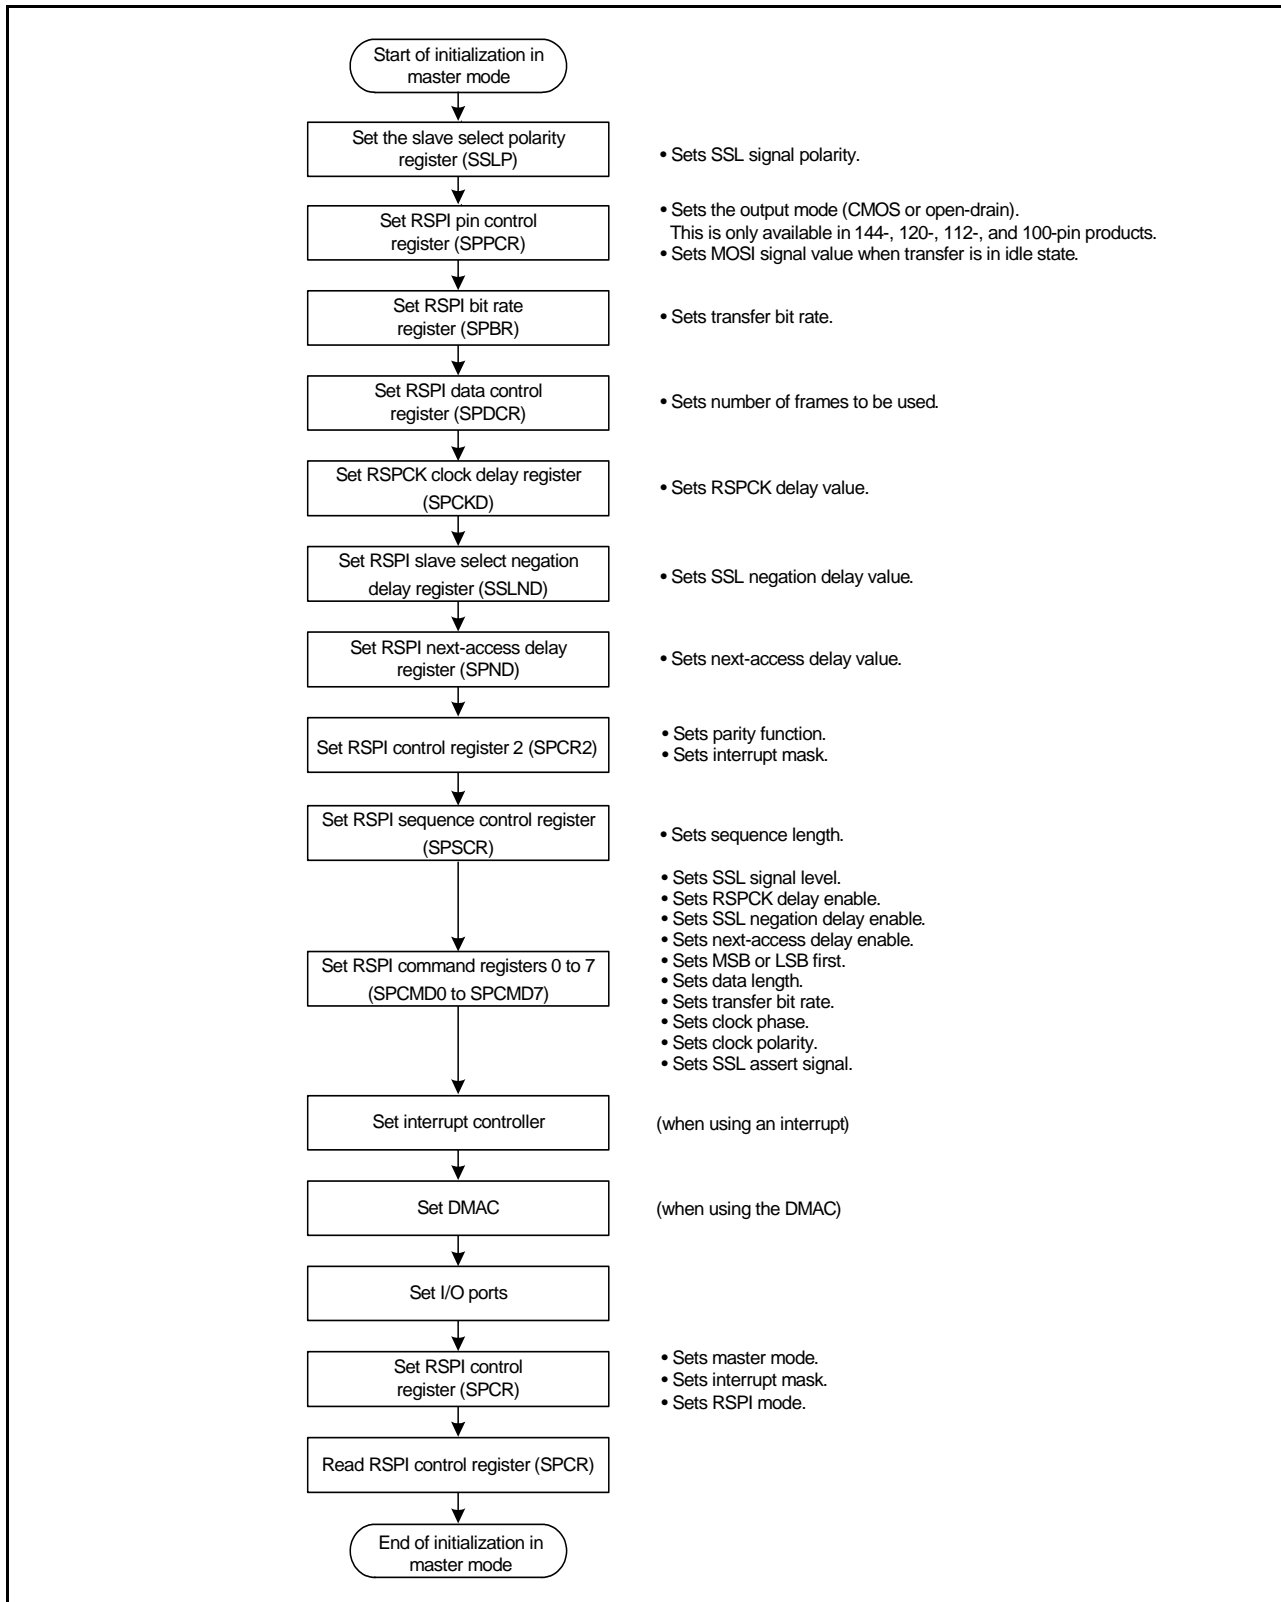 Start of initialization in
master mode
Set the slave select polarity
register (SSLP)
• Sets SSL signal polarity.
Set RSPI pin control
register (SPPCR)
• Sets the output mode (CMOS or open-drain).
This is only available in 144-, 120-, 112-, and 100-pin products.
• Sets MOSI signal value when transfer is in idle state.
Set RSPI bit rate
register (SPBR)
• Sets transfer bit rate.
Set RSPI data control
register (SPDCR)
• Sets number of frames to be used.
Set RSPCK clock delay register
(SPCKD)
• Sets RSPCK delay value.
Set RSPI slave select negation
delay register (SSLND)
• Sets SSL negation delay value.
Set RSPI next-access delay
register (SPND)
• Sets next-access delay value.
Set RSPI control register 2 (SPCR2)
• Sets parity function.
• Sets interrupt mask.
Set RSPI sequence control register
(SPSCR)
• Sets sequence length.
Set RSPI command registers 0 to 7
(SPCMD0 to SPCMD7)
• Sets SSL signal level.
• Sets RSPCK delay enable.
• Sets SSL negation delay enable.
• Sets next-access delay enable.
• Sets MSB or LSB first.
• Sets data length.
• Sets transfer bit rate.
• Sets clock phase.
• Sets clock polarity.
• Sets SSL assert signal.
Set interrupt controller
(when using an interrupt)
Set DMAC
(when using the DMAC)
Set I/O ports
Set RSPI control
register (SPCR)
• Sets master mode.
• Sets interrupt mask.
• Sets RSPI mode.
Read RSPI control register (SPCR)
End of initialization in
master mode